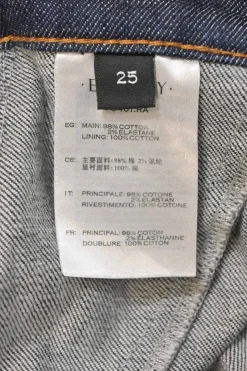 25
EG: MAIN: 98% COTTON
2% ELASTANE
LINING: 100% COTTON
CE: 主要面料: 98% 棉 2% 氨纶
里衬面料: 100% 棉
IT: PRINCIPALE: 98% COTONE
2% ELASTAN
RIVESTIMENTO: 100% COTONE
FR: PRINCIPAL: 98% COTON
2% ELASTHANNE
DOUBLURE: 100% COTON